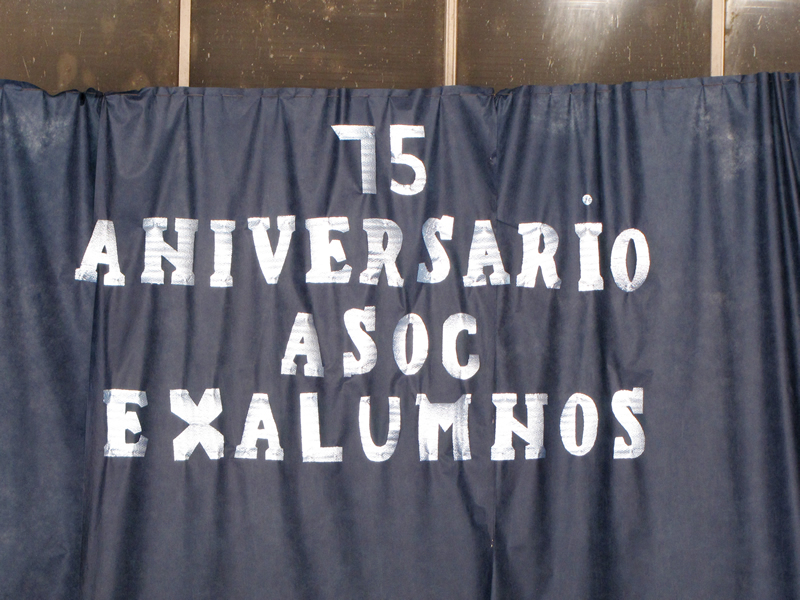 75
ANIVERSARIO
ASOC
EXALUMNOS